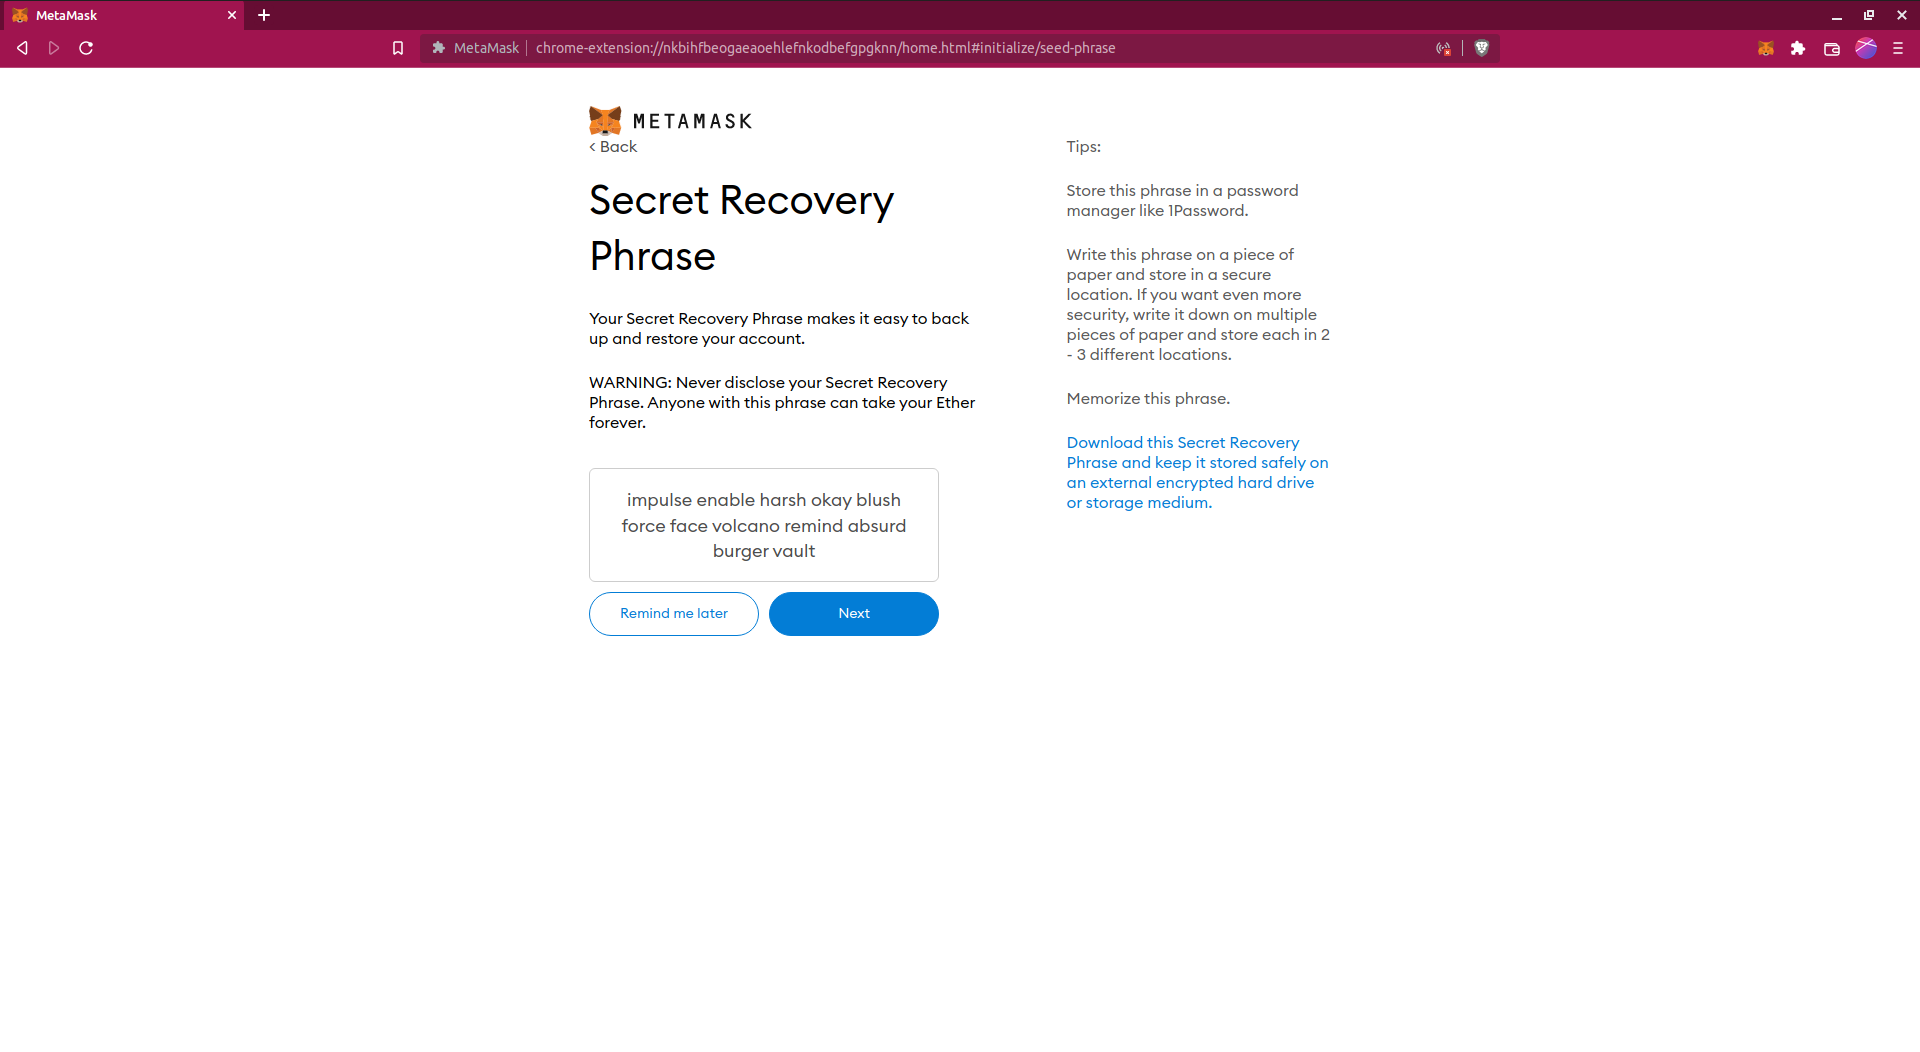 MetaMask
MetaMask chrome-extension://nkbihfbeogaeaoehlefnkodbefgpgknn/home.html#initialize/seed-phrase
METAMASK
< Back
Secret Recovery
Phrase
Your Secret Recovery Phrase makes it easy to back
up and restore your account.
WARNING: Never disclose your Secret Recovery
Phrase. Anyone with this phrase can take your Ether
forever.
impulse enable harsh okay blush
force face volcano remind absurd
burger vault
Remind me later
Next
Tips:
Store this phrase in a password
manager like 1Password.
Write this phrase on a piece of
paper and store in a secure
location. If you want even more
security, write it down on multiple
pieces of paper and store each in 2
- 3 different locations.
Memorize this phrase.
Download this Secret Recovery
Phrase and keep it stored safely on
an external encrypted hard drive
or storage medium.